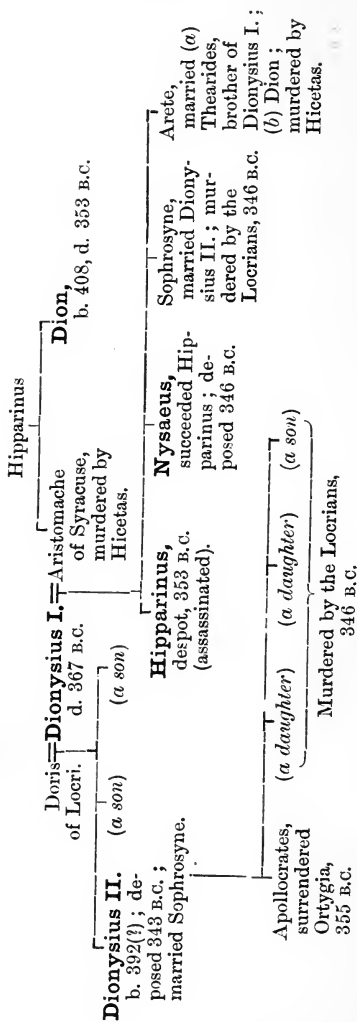 Hipparinus
Doris=Dionysius I.=Aristomache
of Locri.
d. 367 B.C.
of Syracuse,
murdered by
Hicetas.
Dion,
b. 408, d. 353 B.C.
Dionysius II.
b. 392(?) ; de-
posed 343 B.C. ;
married Sophrosyne.
(a son)
(a son)
Hipparinus,
despot, 353 B.C.
(assassinated).
Nysaeus,
succeeded Hip-
parinus ; de-
posed 346 B.C.
Sophrosyne,
married Diony-
sius II. ; mur-
dered by the
Locrians, 346 B.C.
Arete,
married (a)
Thearides,
brother of
Dionysius I. ;
(b) Dion ;
murdered by
Hicetas.
Apollocrates,
surrendered
Ortygia,
355 B.C.
(a daughter)
(a daughter)
(a son)
Murdered by the Locrians,
346 B.C.